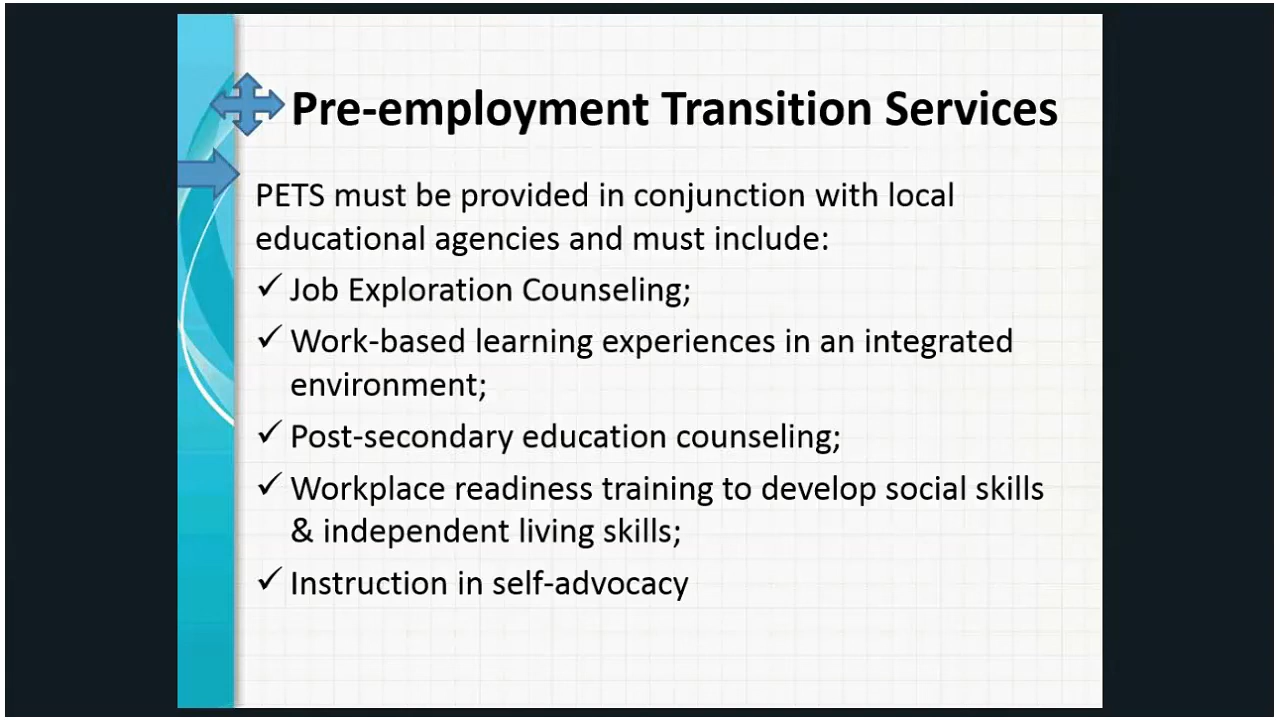 Pre-employment Transition Services
PETS must be provided in conjunction with local
educational agencies and must include:
✓ Job Exploration Counseling;
✓ Work-based learning experiences in an integrated
environment;
✓ Post-secondary education counseling;
✓ Workplace readiness training to develop social skills
& independent living skills;
✓ Instruction in self-advocacy